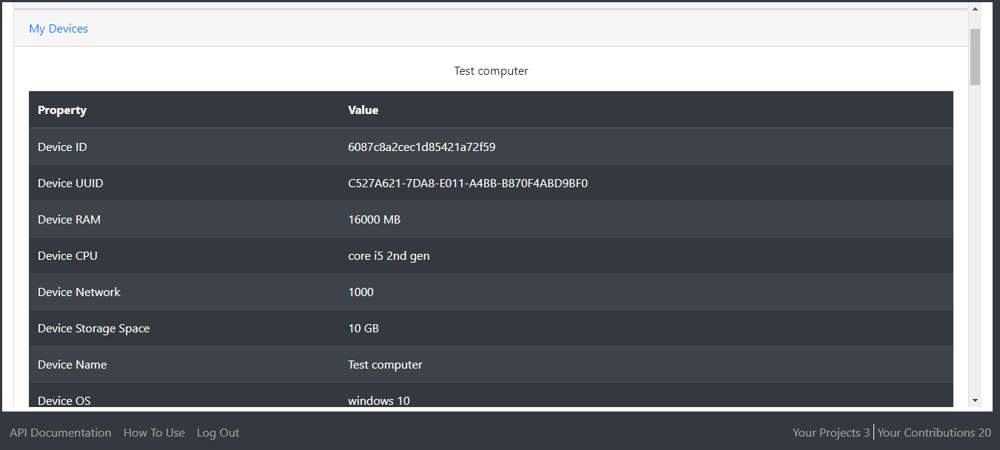 My Devices
Test computer
Property Value
Device ID 6087c8a2cec1d85421a72f59
Device UUID C527A621-7DA8-E011-A4BB-B870F4ABD9BF0
Device RAM 16000 MB
Device CPU core i5 2nd gen
Device Network 1000
Device Storage Space 10 GB
Device Name Test computer
Device OS windows 10
API Documentation How To Use Log Out Your Projects 3 Your Contributions 20